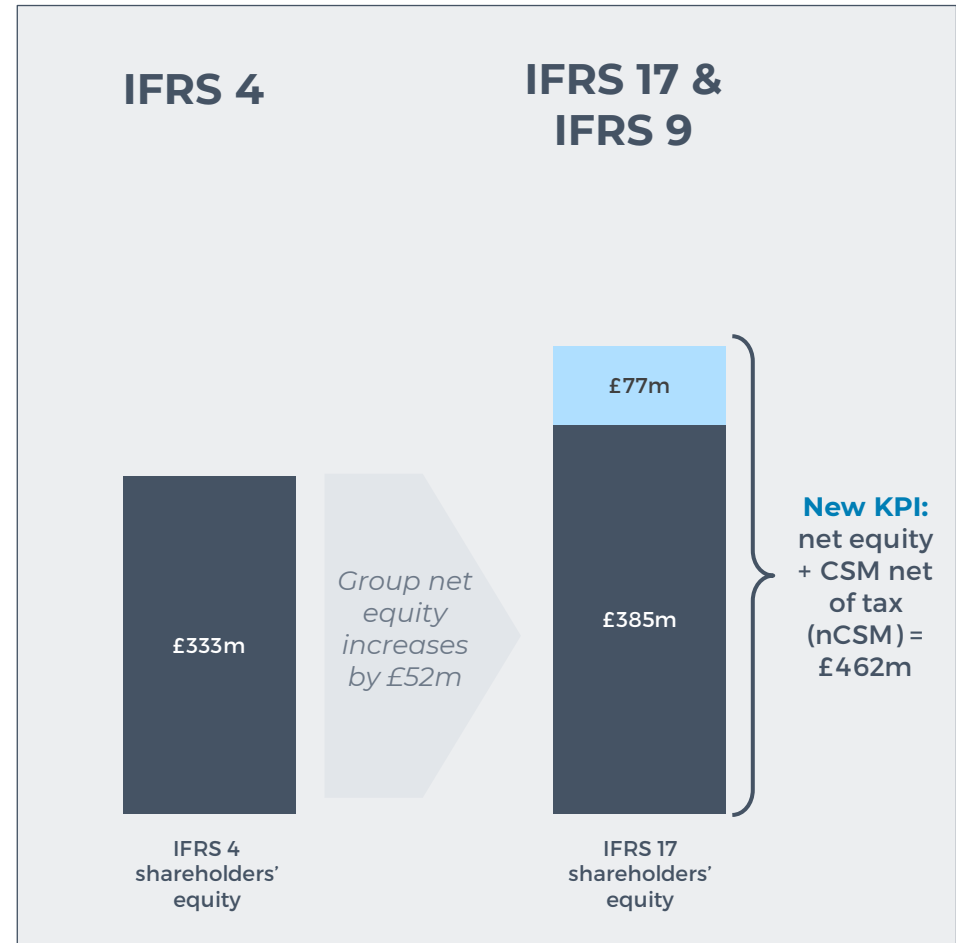 IFRS 4
IFRS 17 &
IFRS 9
£77m
£333m
Group net
equity
increases
by £52m
£385m
New KPI:
net equity
+ CSM net
of tax
(nCSM) =
£462m
IFRS 4
shareholders’
equity
IFRS 17
shareholders’
equity